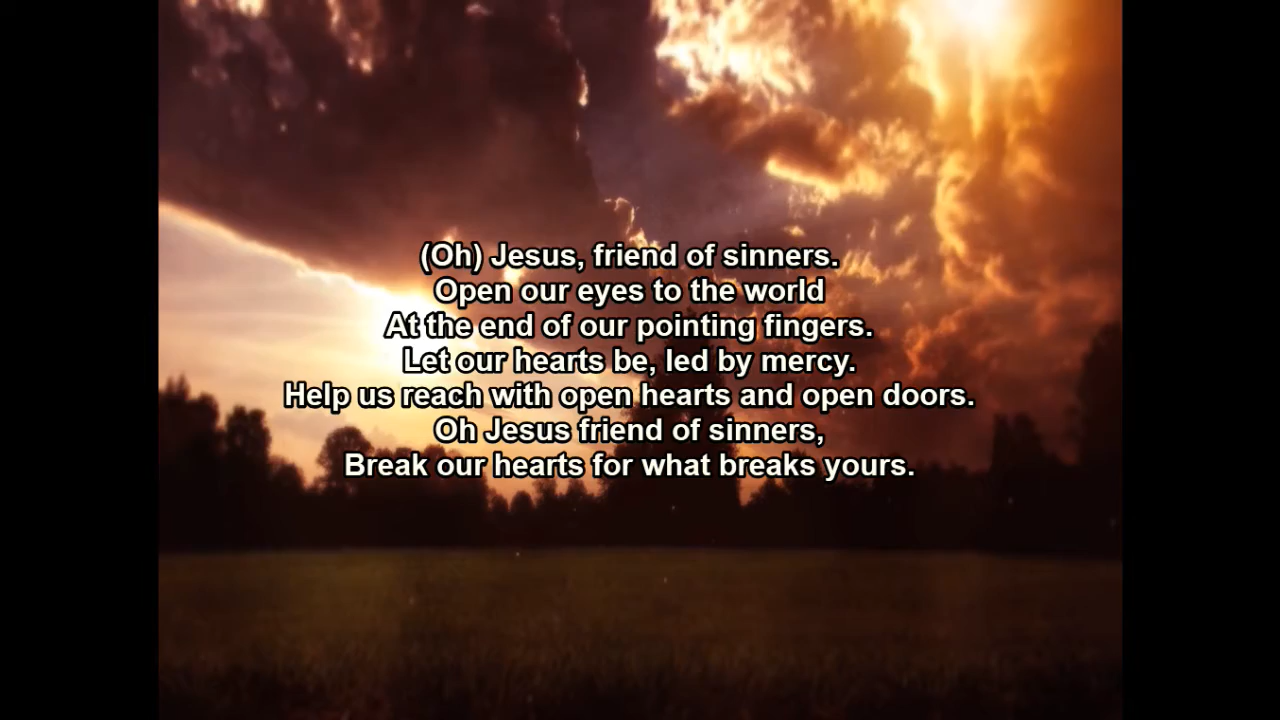 (Oh) Jesus, friend of sinners.
Open our eyes to the world
At the end of our pointing fingers.
Let our hearts be, led by mercy.
Help us reach with open hearts and open doors.
Oh Jesus friend of sinners,
Break our hearts for what breaks yours.